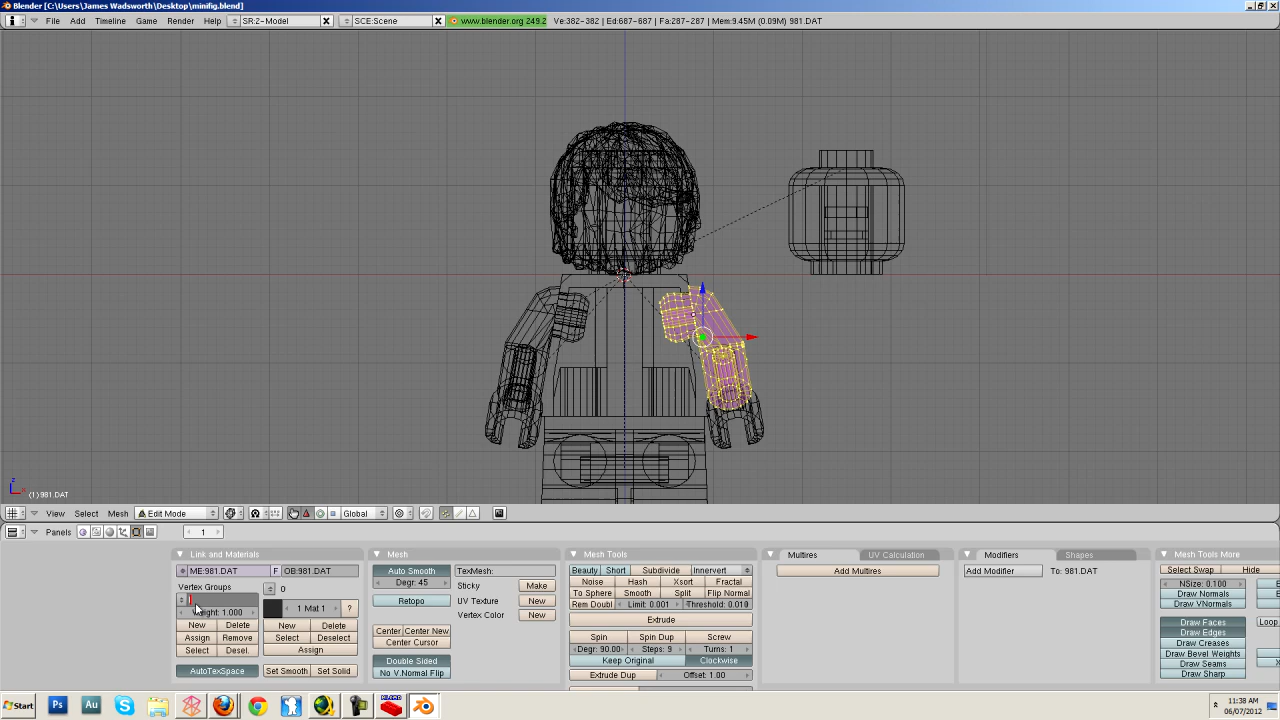 Blender [C:\Users\James Wadsworth\Desktop\minifig.blend]
File Add Timeline Game Render Help SR:2-Model SCE:Scene www.blender.org 249.2 Ve:382-382 | Ed:687-687 | Fa:287-287 | Mem:9.45M (0.09M) 981.DAT
z
x
(1) 981.DAT
View Select Mesh Edit Mode Global
Panels 1
Link and Materials Mesh Mesh Tools Multires UV Calculation Modifiers Shapes Mesh Tools More
ME:981.DAT F OB:981.DAT
Vertex Groups 0
Weight: 1.000
1 Mat 1 ?
New Delete New Delete
Assign Remove Select Deselect
Select Desel. Assign
AutoTexSpace Set Smooth Set Solid
Auto Smooth TexMesh:
Degr: 45 Sticky Make
Retopo UV Texture New
Vertex Color New
Center Center New
Center Cursor
Double Sided
No V.Normal Flip
Beauty Short Subdivide Innervert
Noise Hash Xsort Fractal
To Sphere Smooth Split Flip Normal
Rem Doubl Limit: 0.001 Threshold: 0.010
Extrude
Spin Spin Dup Screw
Degr: 90.00 Steps: 9 Turns: 1
Keep Original Clockwise
Extrude Dup Offset: 1.00
Add Multires
Add Modifier To: 981.DAT
Select Swap Hide
NSize: 0.100
Draw Normals
Draw VNormals
Draw Faces
Draw Edges
Draw Creases
Draw Bevel Weights
Draw Seams
Draw Sharp
Loop
Start Ps Au
11:38 AM
06/07/2012